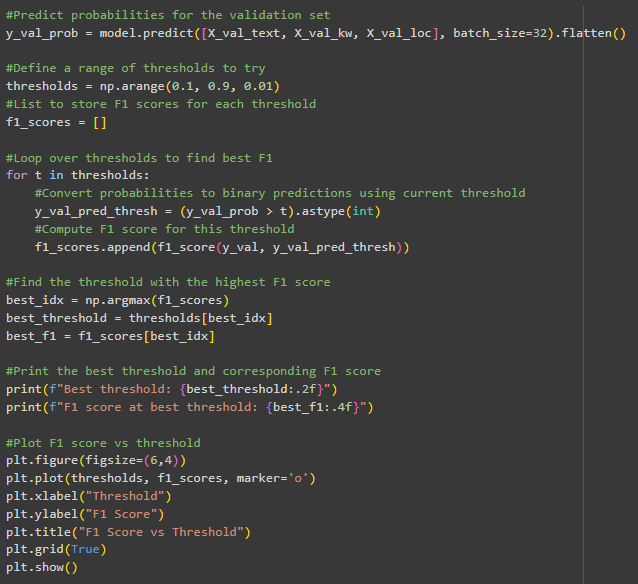 #Predict probabilities for the validation set
y_val_prob = model.predict([X_val_text, X_val_kw, X_val_loc], batch_size=32).flatten()
#Define a range of thresholds to try
thresholds = np.arange(0.1, 0.9, 0.01)
#List to store F1 scores for each threshold
f1_scores = []
#Loop over thresholds to find best F1
for t in thresholds:
    #Convert probabilities to binary predictions using current threshold
    y_val_pred_thresh = (y_val_prob > t).astype(int)
    #Compute F1 score for this threshold
    f1_scores.append(f1_score(y_val, y_val_pred_thresh))
#Find the threshold with the highest F1 score
best_idx = np.argmax(f1_scores)
best_threshold = thresholds[best_idx]
best_f1 = f1_scores[best_idx]
#Print the best threshold and corresponding F1 score
print(f"Best threshold: {best_threshold:.2f}")
print(f"F1 score at best threshold: {best_f1:.4f}")
#Plot F1 score vs threshold
plt.figure(figsize=(6,4))
plt.plot(thresholds, f1_scores, marker='o')
plt.xlabel("Threshold")
plt.ylabel("F1 Score")
plt.title("F1 Score vs Threshold")
plt.grid(True)
plt.show()